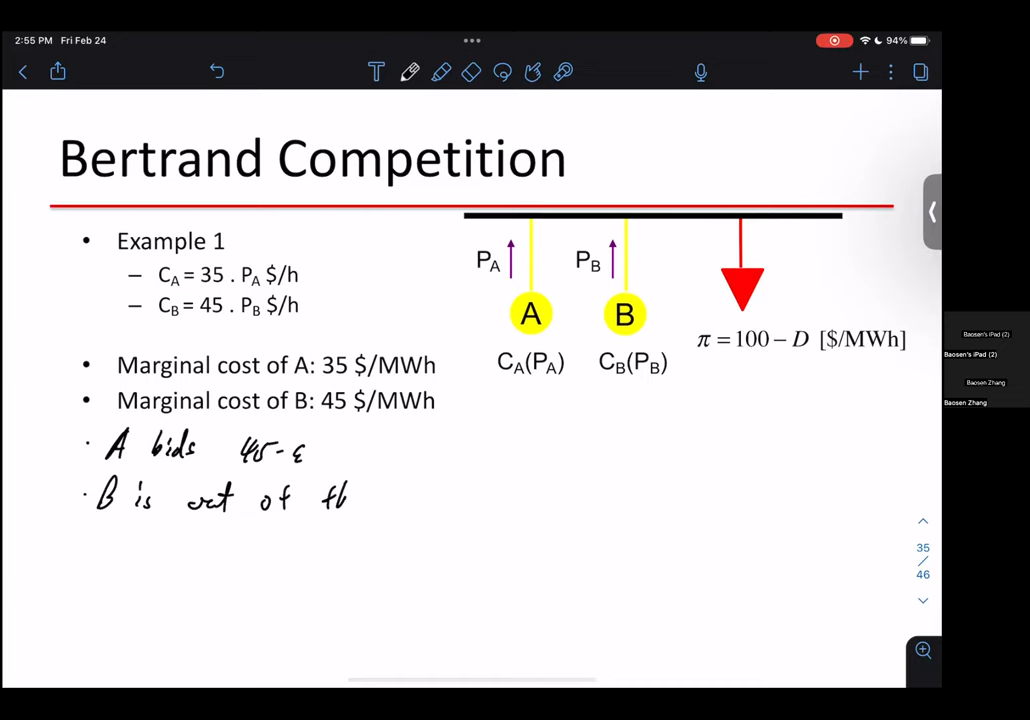 2:55 PM Fri Feb 24
94%
Bertrand Competition
• Example 1
– CA = 35 . PA $/h
– CB = 45 . PB $/h
• Marginal cost of A: 35 $/MWh
• Marginal cost of B: 45 $/MWh
· A bids 45-ε
· B is out of th
PA
PB
A
B
CA(PA)
CB(PB)
π = 100 − D [$/MWh]
35
/
46
Baosen's iPad (2)
Baosen's iPad (2)
Baosen Zhang
Baosen Zhang